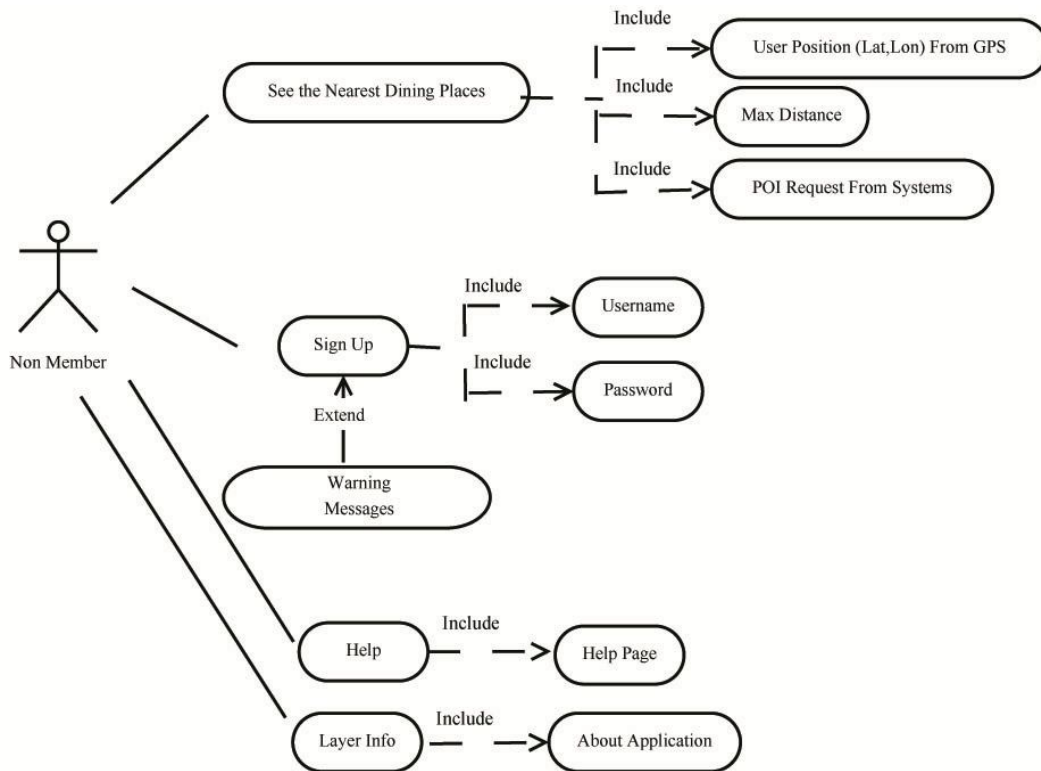 Include
User Position (Lat,Lon) From GPS
See the Nearest Dining Places
Include
Max Distance
Include
POI Request From Systems
Non Member
Include
Username
Sign Up
Include
Password
Extend
Warning
Messages
Include
Help
Help Page
Include
Layer Info
About Application